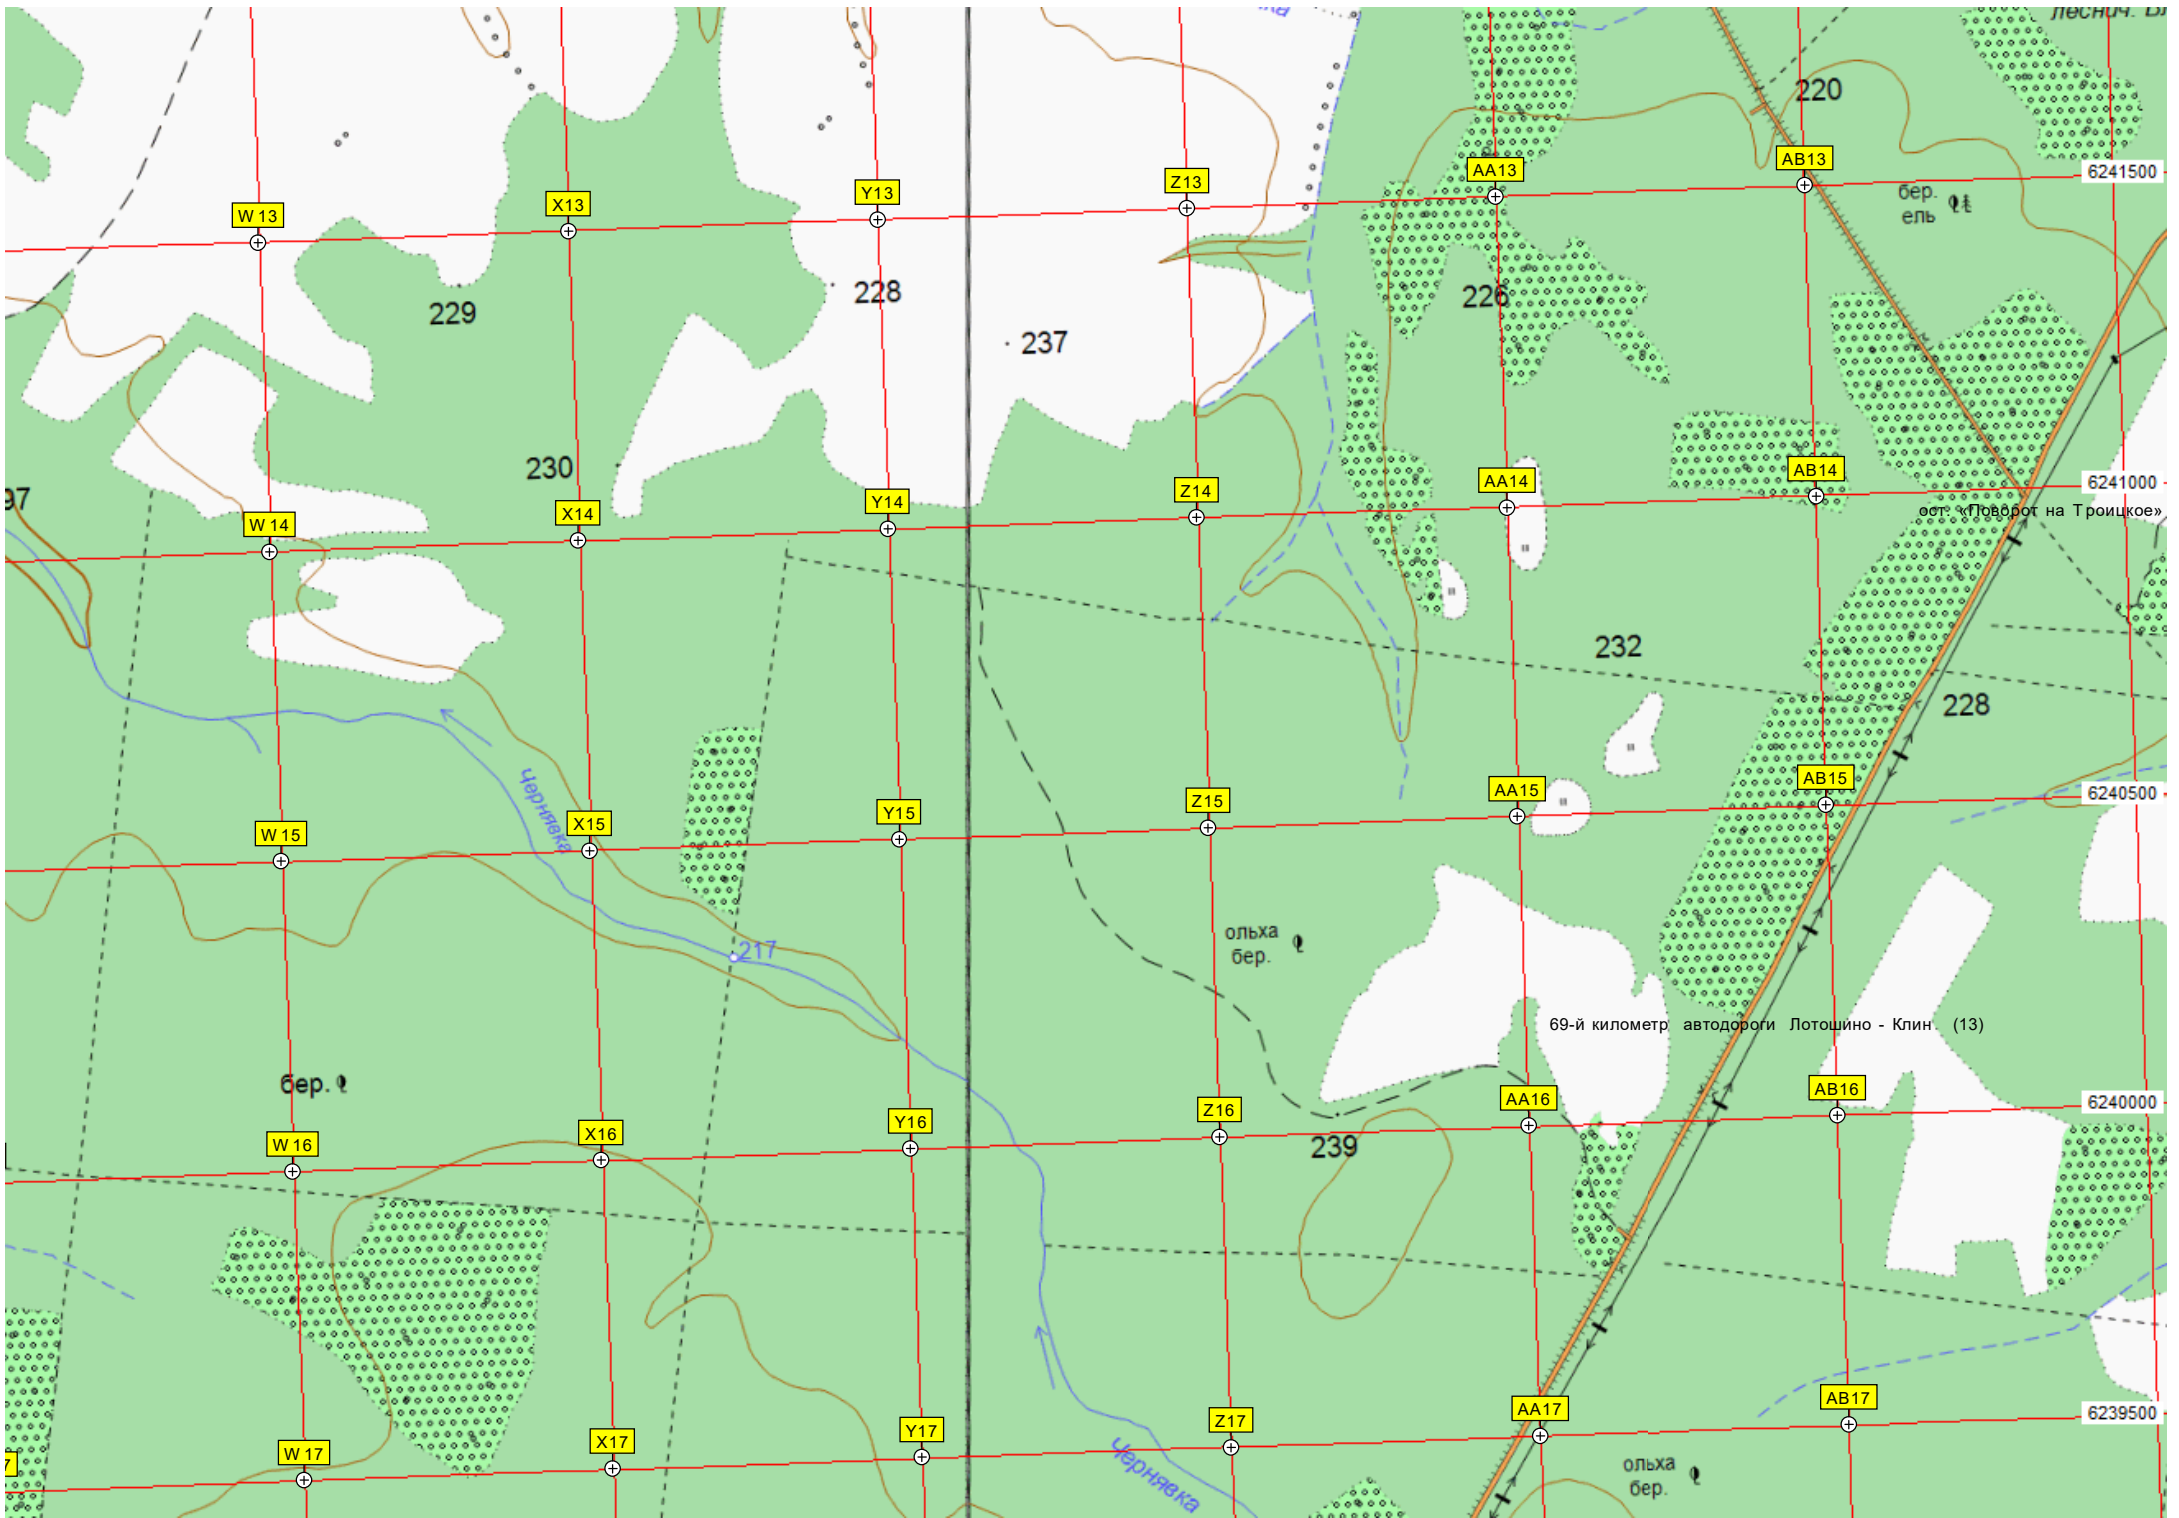 леснич.
220
AB13
6241500
AA13
Z13
Y13
X13
W 13
бер.
ель
229
228
237
226
230
97
AB14
6241000
AA14
Z14
Y14
X14
W 14
ост. «Поворот на Троицкое»
232
228
Чернявка
AB15
6240500
AA15
Z15
Y15
X15
W 15
217
ольха
бер.
69-й километр автодороги Лотошино - Клин (13)
бер.
AB16
6240000
AA16
Z16
Y16
X16
W 16
239
AB17
6239500
AA17
Z17
Y17
X17
W 17
7
Чернявка
ольха
бер.